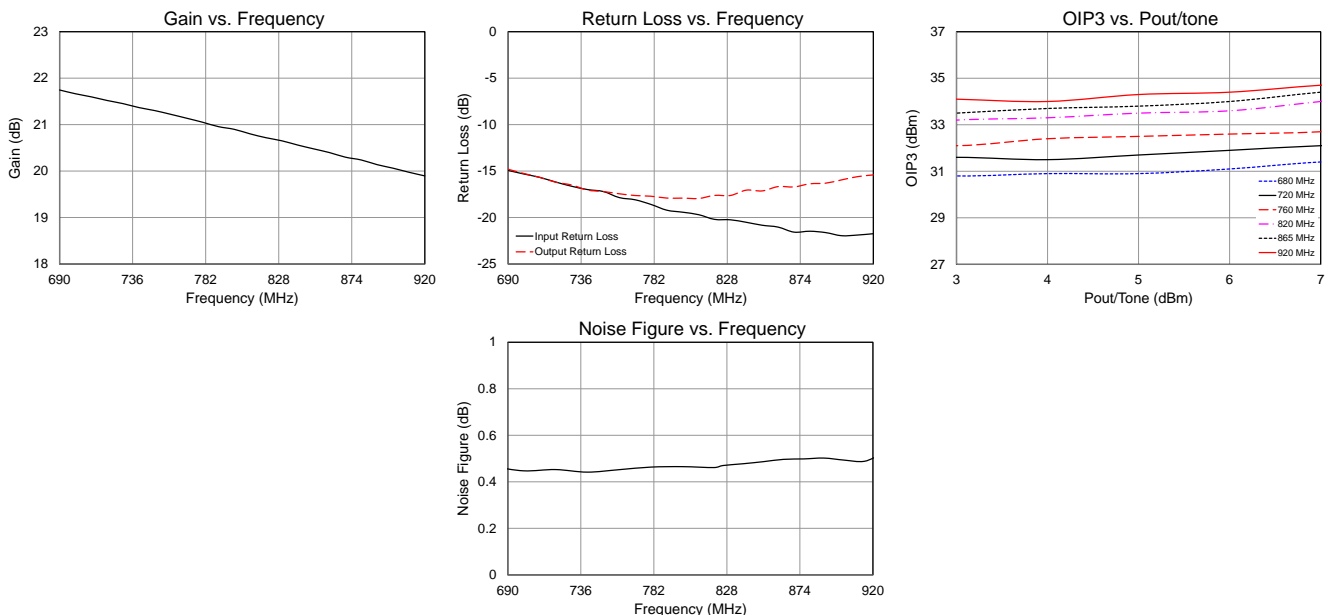 Gain vs. Frequency
23
22
21
20
19
18
Gain (dB)
690
736
782
828
874
920
Frequency (MHz)
Return Loss vs. Frequency
0
-5
-10
-15
-20
-25
Return Loss (dB)
Input Return Loss
Output Return Loss
690
736
782
828
874
920
Frequency (MHz)
OIP3 vs. Pout/tone
37
35
33
31
29
27
OIP3 (dBm)
680 MHz
720 MHz
760 MHz
820 MHz
865 MHz
920 MHz
3
4
5
6
7
Pout/Tone (dBm)
Noise Figure vs. Frequency
1
0.8
0.6
0.4
0.2
0
Noise Figure (dB)
690
736
782
828
874
920
Frequency (MHz)